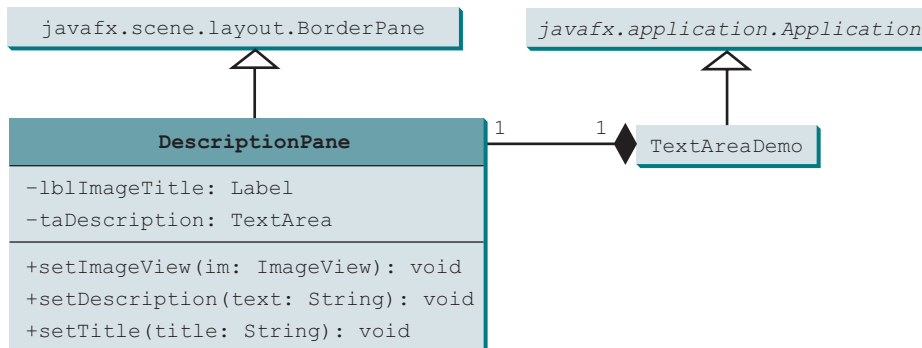 javafx.scene.layout.BorderPane
javafx.application.Application
DescriptionPane
1 1
TextAreaDemo
-lblImageTitle: Label
-taDescription: TextArea
+setImageView(im: ImageView): void
+setDescription(text: String): void
+setTitle(title: String): void